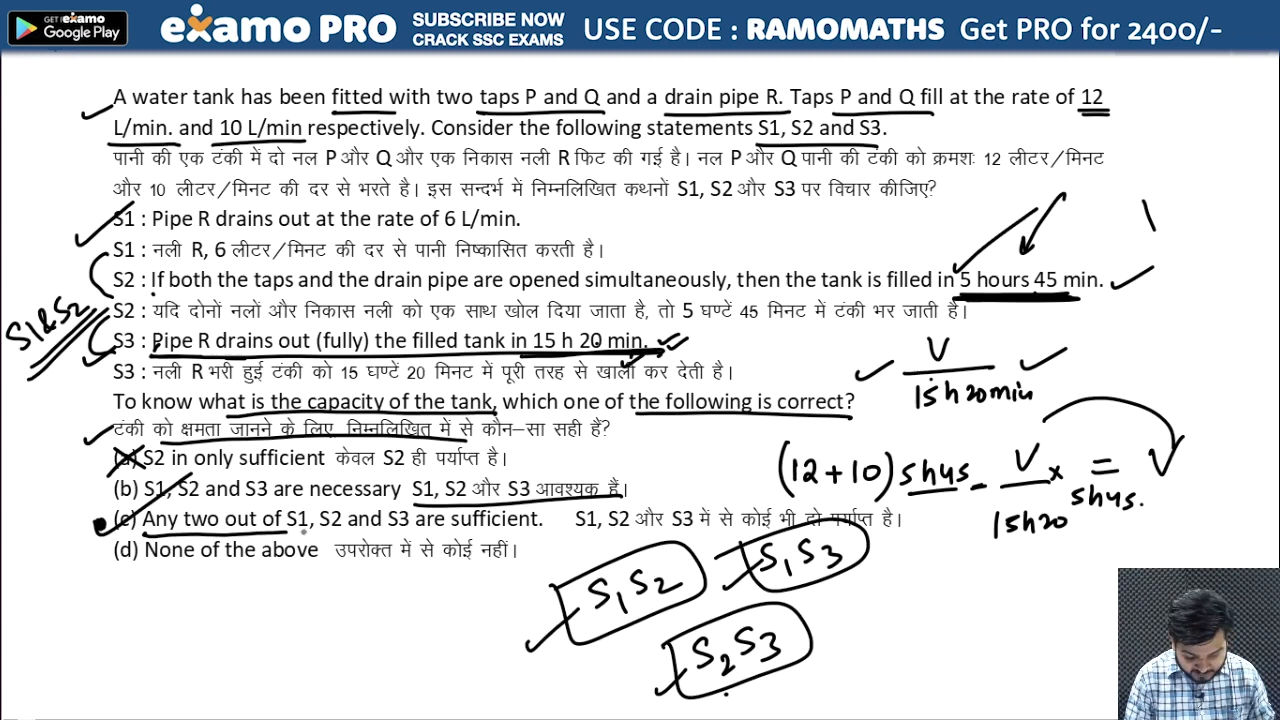 GET IT ON examo
Google Play
examo PRO
SUBSCRIBE NOW
CRACK SSC EXAMS
USE CODE : RAMOMATHS Get PRO for 2400/-
A water tank has been fitted with two taps P and Q and a drain pipe R. Taps P and Q fill at the rate of 12
L/min. and 10 L/min respectively. Consider the following statements S1, S2 and S3.
पानी की एक टंकी में दो नल P और Q और एक निकास नली R फिट की गई है। नल P और Q पानी की टंकी को क्रमशः 12 लीटर/मिनट
और 10 लीटर/मिनट की दर से भरते है। इस सन्दर्भ में निम्नलिखित कथनों S1, S2 और S3 पर विचार कीजिए?
S1 : Pipe R drains out at the rate of 6 L/min.
S1 : नली R, 6 लीटर/मिनट की दर से पानी निष्कासित करती है।
S2 : If both the taps and the drain pipe are opened simultaneously, then the tank is filled in 5 hours 45 min.
S2 : यदि दोनों नलों और निकास नली को एक साथ खोल दिया जाता है, तो 5 घण्टें 45 मिनट में टंकी भर जाती है।
S1 & S2
S3 : Pipe R drains out (fully) the filled tank in 15 h 20 min.
S3 : नली R भरी हुई टंकी को 15 घण्टें 20 मिनट में पूरी तरह से खाली कर देती है।
V
15h 20 min
To know what is the capacity of the tank, which one of the following is correct?
टंकी को क्षमता जानने के लिए निम्नलिखित में से कौन–सा सही हैं?
(a) S2 in only sufficient केवल S2 ही पर्याप्त है।
(b) S1, S2 and S3 are necessary S1, S2 और S3 आवश्यक हैं।
(12+10) 5h45 - V x 5h45. = V
15h20
(c) Any two out of S1, S2 and S3 are sufficient. S1, S2 और S3 में से कोई भी दो पर्याप्त है।
(d) None of the above उपरोक्त में से कोई नहीं।
S1 S2
S1 S3
S2 S3